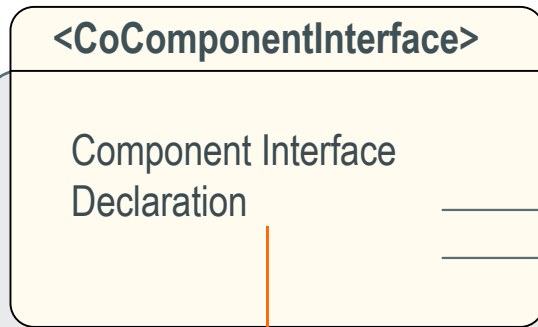 <CoComponentInterface>
Component Interface
Declaration